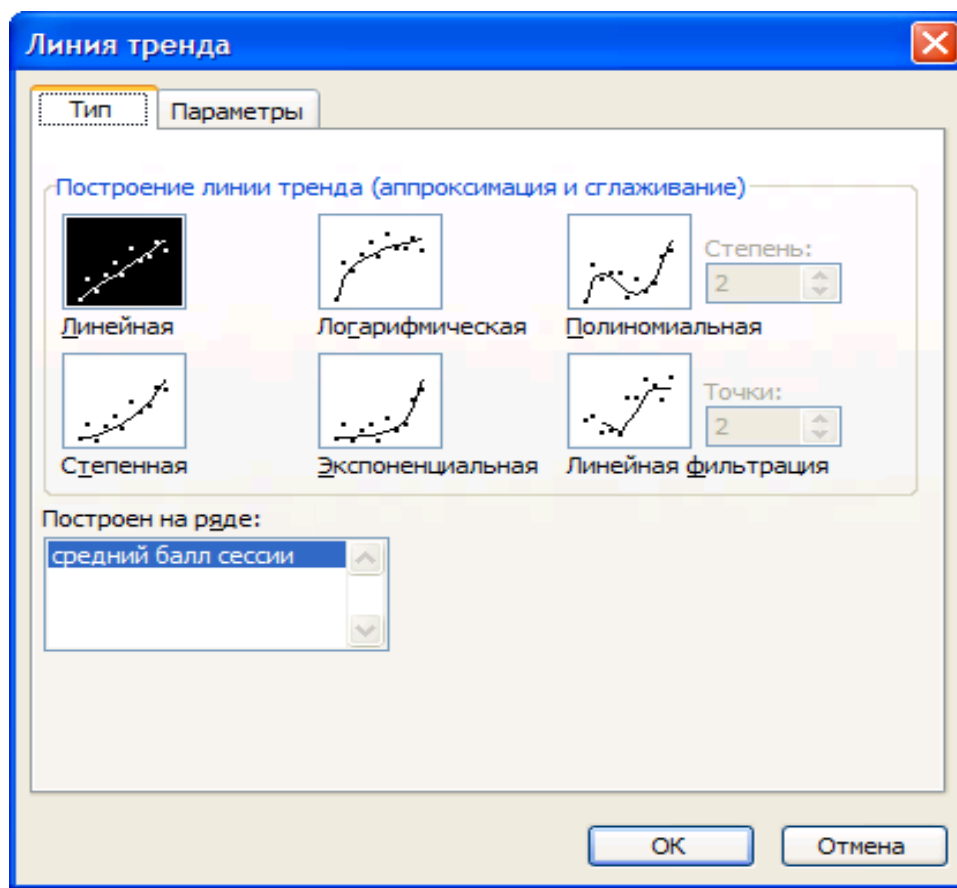 Линия тренда
Тип Параметры
Построение линии тренда (аппроксимация и сглаживание)
Степень:
2
Линейная Логарифмическая Полиномиальная
Точки:
2
Степенная Экспоненциальная Линейная фильтрация
Построен на ряде:
средний балл сессии
ОК Отмена